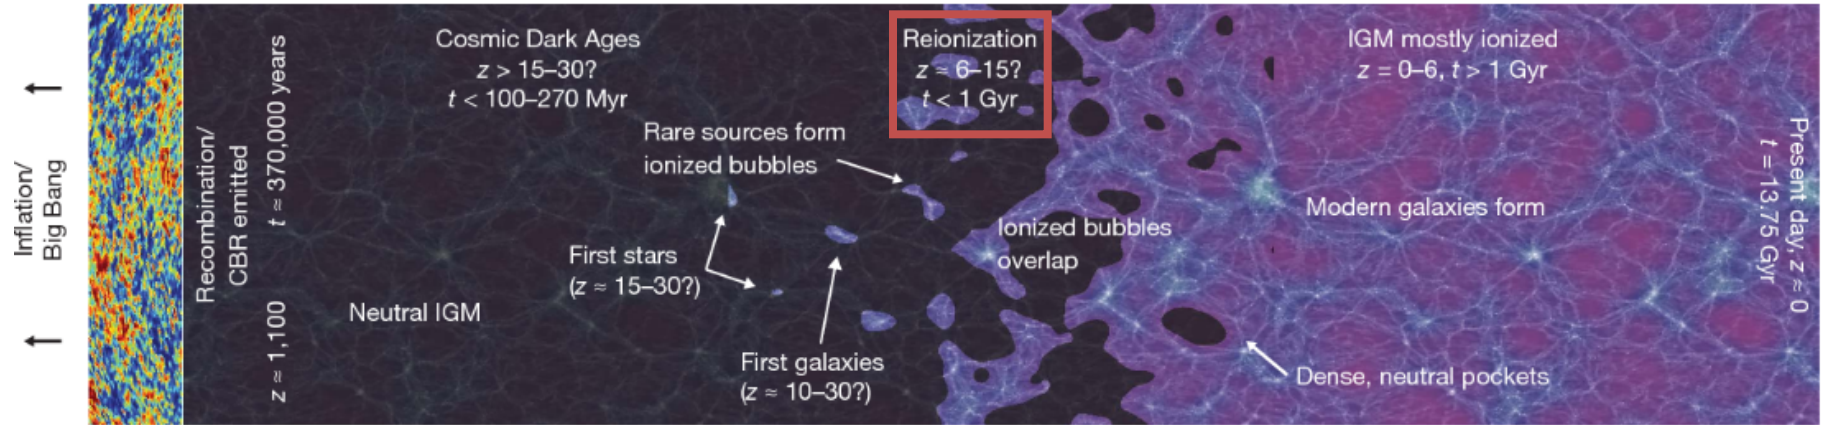 Inflation/
Big Bang
Recombination/
CBR emitted
t ≈ 370,000 years
z ≈ 1,100
Cosmic Dark Ages
z > 15–30?
t < 100–270 Myr
Neutral IGM
Rare sources form
ionized bubbles
First stars
(z ≈ 15–30?)
First galaxies
(z ≈ 10–30?)
Reionization
z ≈ 6–15?
t < 1 Gyr
Ionized bubbles
overlap
IGM mostly ionized
z = 0–6, t > 1 Gyr
Modern galaxies form
Dense, neutral pockets
Present day, z ≈ 0
t = 13.75 Gyr